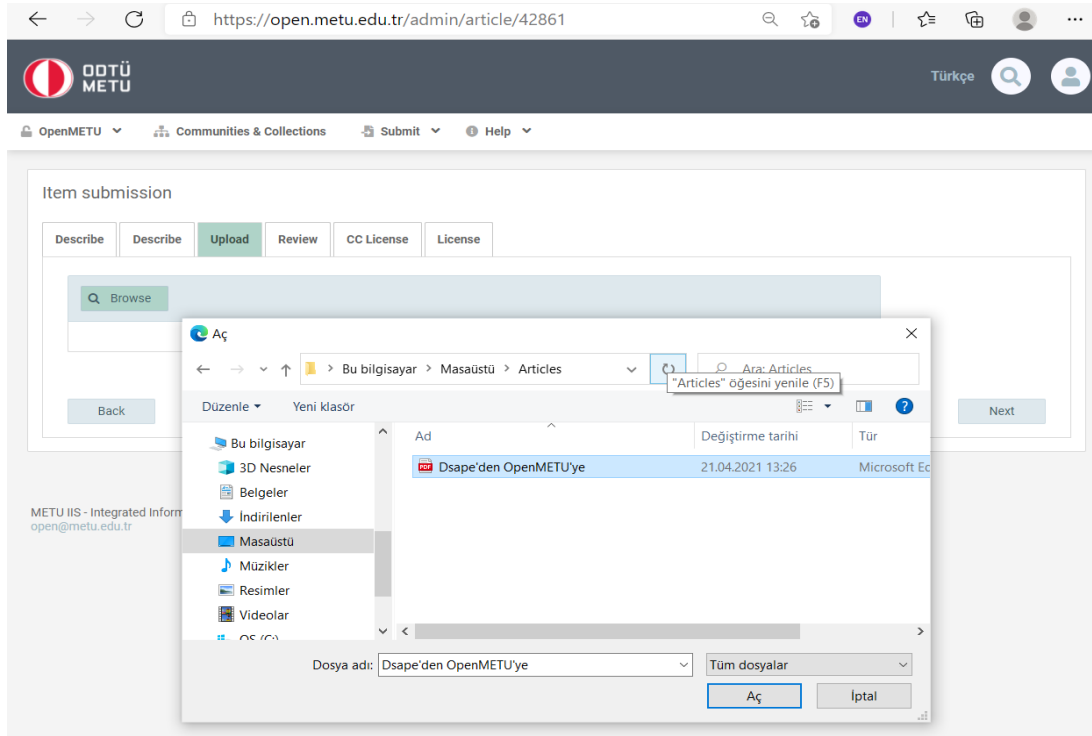 https://open.metu.edu.tr/admin/article/42861
EN
ODTÜ
METU
Türkçe
OpenMETU
Communities & Collections
Submit
Help
Item submission
Describe
Describe
Upload
Review
CC License
License
Browse
Aç
Bu bilgisayar > Masaüstü > Articles
Ara: Articles
"Articles" öğesini yenile (F5)
Düzenle
Yeni klasör
Back
Next
Ad
Değiştirme tarihi
Tür
Bu bilgisayar
3D Nesneler
Belgeler
İndirilenler
Masaüstü
Müzikler
Resimler
Videolar
OS (C:)
PDF Dsape'den OpenMETU'ye
21.04.2021 13:26
Microsoft Ed
METU IIS - Integrated Inform
open@metu.edu.tr
Dosya adı: Dsape'den OpenMETU'ye
Tüm dosyalar
Aç
İptal